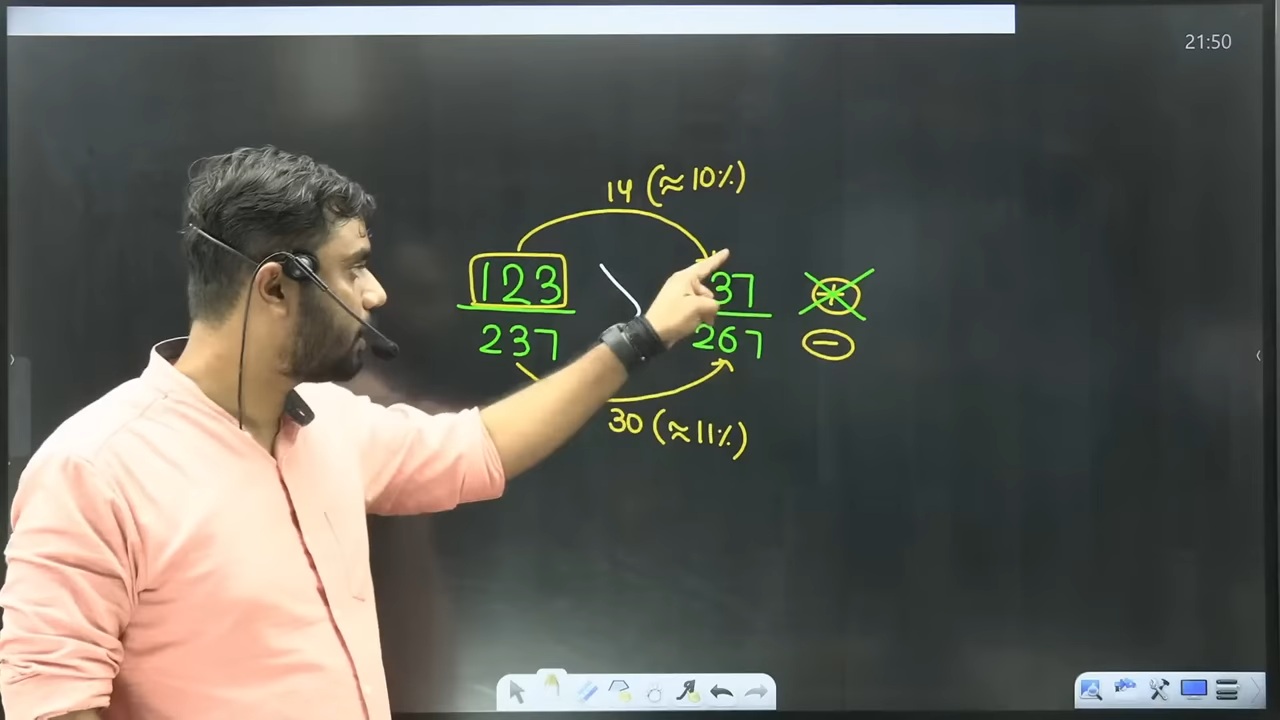 21:50
14 (≈10%)
123 37 +
237 267 −
30 (≈11%)